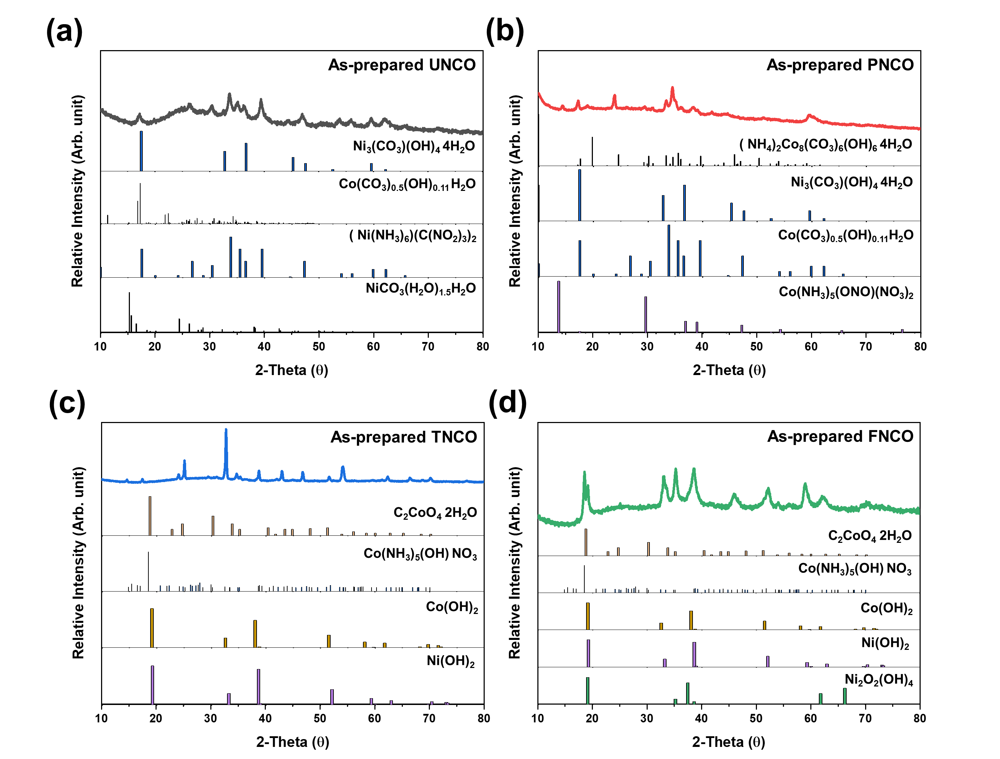 (a)
As-prepared UNCO
Relative Intensity (Arb. unit)
Ni3(CO3)(OH)4 4H2O
Co(CO3)0.5(OH)0.11 H2O
( Ni(NH3)6)(C(NO2)3)2
NiCO3(H2O)1.5H2O
10 20 30 40 50 60 70 80
2-Theta (θ)
(b)
As-prepared PNCO
Relative Intensity (Arb. unit)
( NH4)2Co8(CO3)6(OH)6 4H2O
Ni3(CO3)(OH)4 4H2O
Co(CO3)0.5(OH)0.11H2O
Co(NH3)5(ONO)(NO3)2
10 20 30 40 50 60 70 80
2-Theta (θ)
(c)
As-prepared TNCO
Relative Intensity (Arb. unit)
C2CoO4 2H2O
Co(NH3)5(OH) NO3
Co(OH)2
Ni(OH)2
10 20 30 40 50 60 70 80
2-Theta (θ)
(d)
As-prepared FNCO
Relative Intensity (Arb. unit)
C2CoO4 2H2O
Co(NH3)5(OH) NO3
Co(OH)2
Ni(OH)2
Ni2O2(OH)4
10 20 30 40 50 60 70 80
2-Theta (θ)